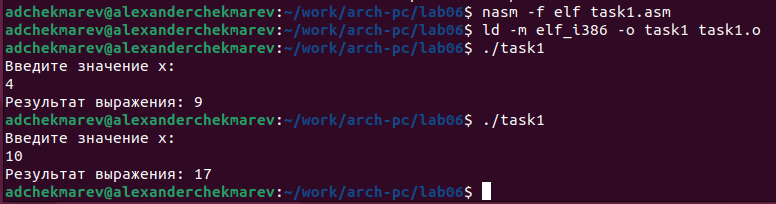 adchekmarev@alexanderchekmarev:~/work/arch-pc/lab06$ nasm -f elf task1.asm
adchekmarev@alexanderchekmarev:~/work/arch-pc/lab06$ ld -m elf_i386 -o task1 task1.o
adchekmarev@alexanderchekmarev:~/work/arch-pc/lab06$ ./task1
Введите значение x:
4
Результат выражения: 9
adchekmarev@alexanderchekmarev:~/work/arch-pc/lab06$ ./task1
Введите значение x:
10
Результат выражения: 17
adchekmarev@alexanderchekmarev:~/work/arch-pc/lab06$